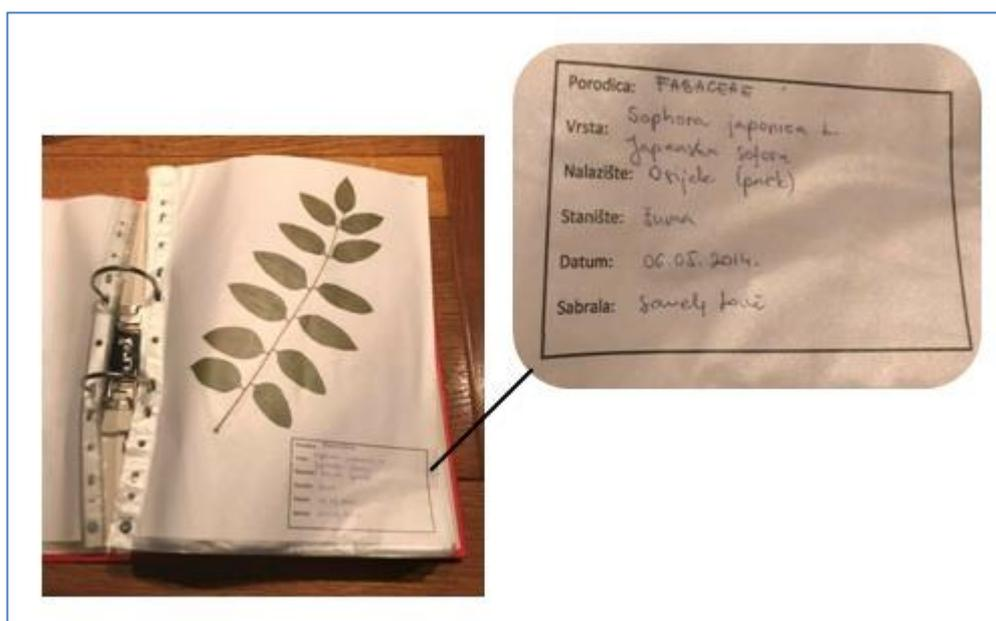 Porodica: FABACEAE
Vrsta: Sophora japonica L.
Japanska sofora
Nalazište: Osijek (park)
Stanište: šuma
Datum: 06.05.2014.
Sabrala: